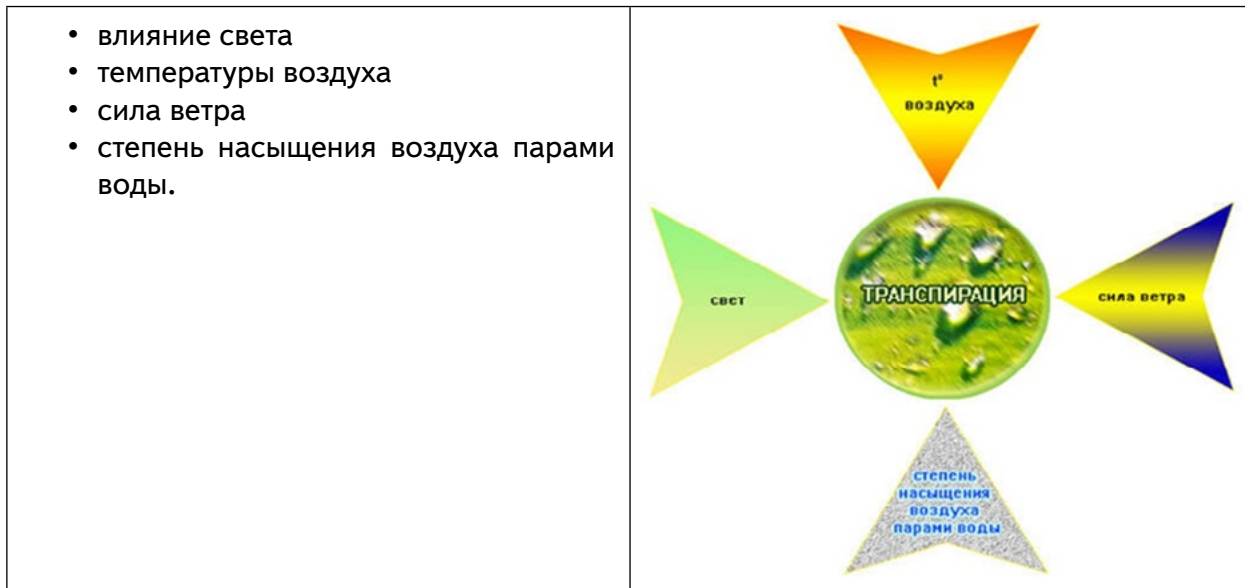 • влияние света
• температуры воздуха
• сила ветра
• степень насыщения воздуха парами
воды.
t°
воздуха
свет
ТРАНСПИРАЦИЯ
сила ветра
степень
насыщения
воздуха
парами воды